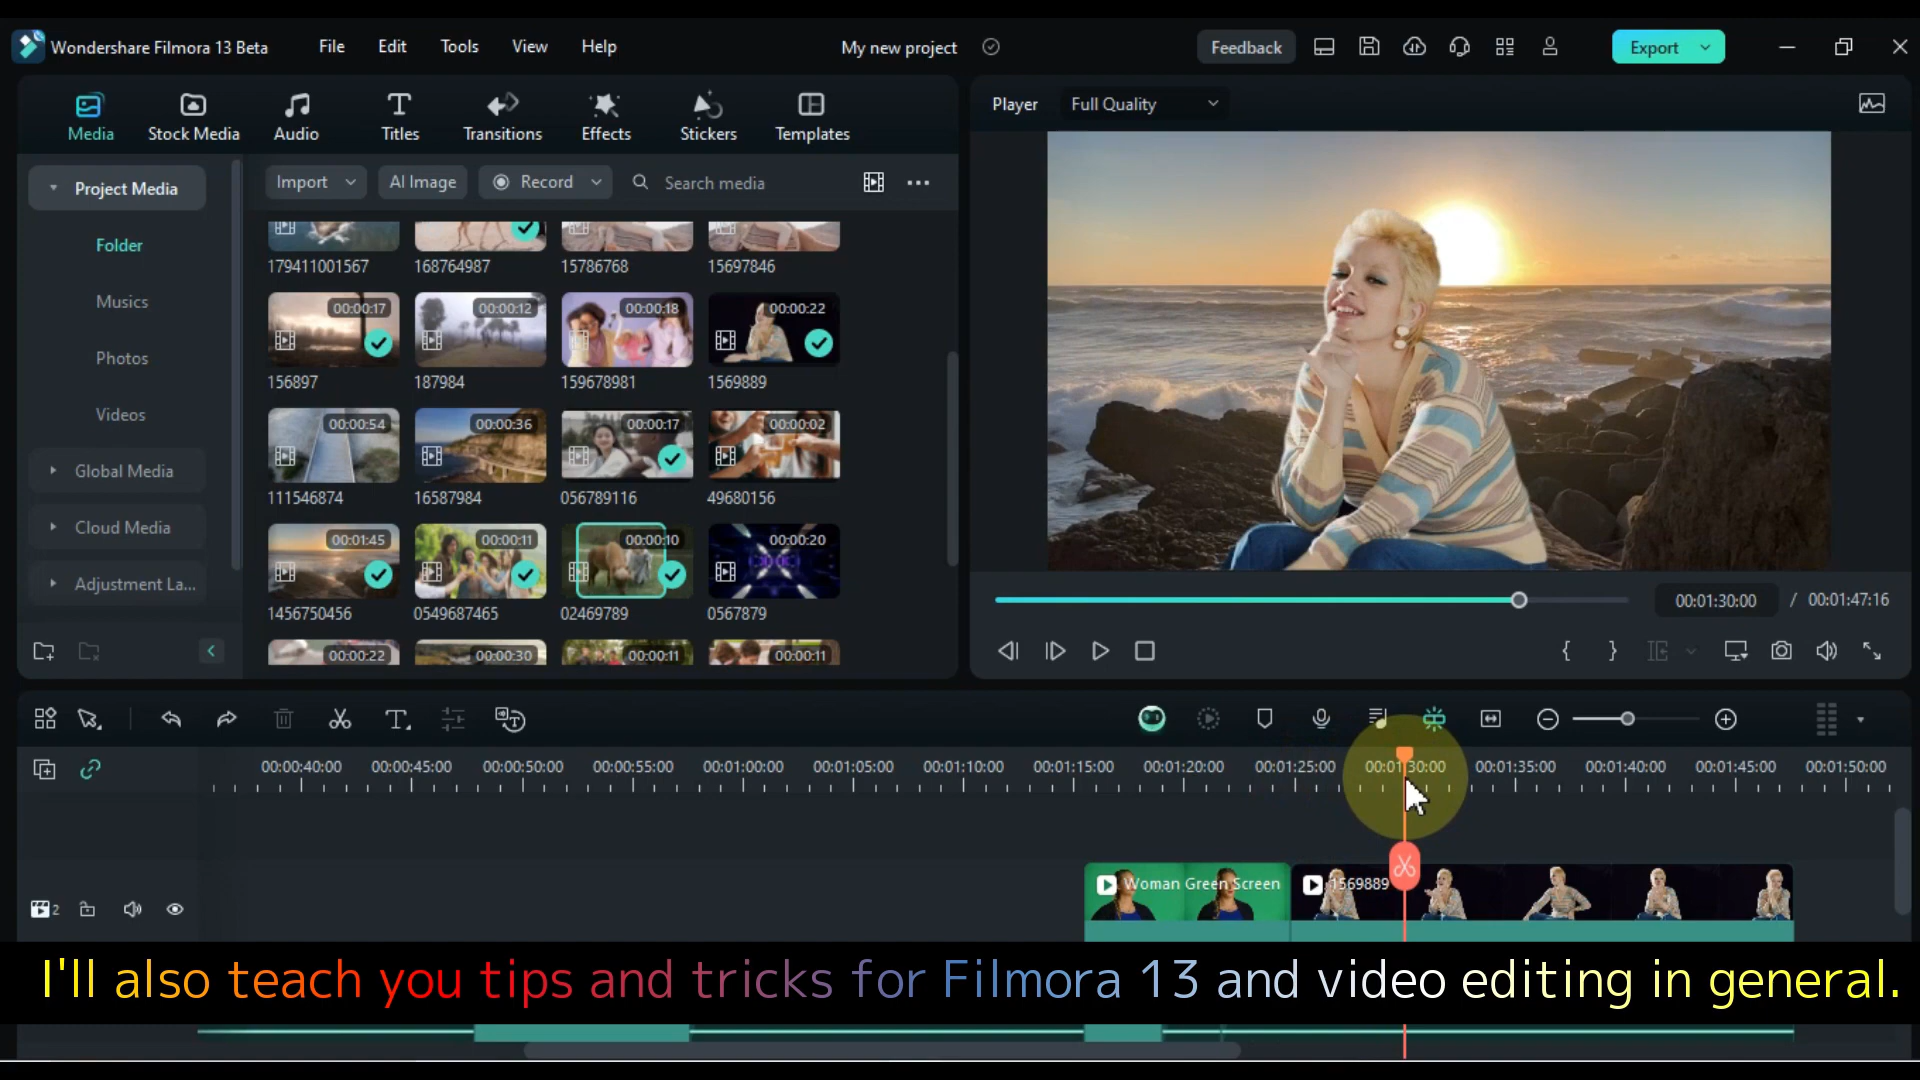 Wondershare Filmora 13 Beta
File
Edit
Tools
View
Help
My new project
Feedback
Export
Media
Stock Media
Audio
Titles
Transitions
Effects
Stickers
Templates
Player
Full Quality
Project Media
Import
AI Image
Record
Search media
Folder
Musics
Photos
Videos
Global Media
Cloud Media
Adjustment La...
179411001567
168764987
15786768
15697846
00:00:17
00:00:12
00:00:18
00:00:22
156897
187984
159678981
1569889
00:00:54
00:00:36
00:00:17
00:00:02
111546874
16587984
056789116
49680156
00:01:45
00:00:11
00:00:10
00:00:20
1456750456
0549687465
02469789
0567879
00:00:22
00:00:30
00:00:11
00:00:11
00:01:30:00 / 00:01:47:16
00:00:40:00
00:00:45:00
00:00:50:00
00:00:55:00
00:01:00:00
00:01:05:00
00:01:10:00
00:01:15:00
00:01:20:00
00:01:25:00
00:01:30:00
00:01:35:00
00:01:40:00
00:01:45:00
00:01:50:00
Woman Green Screen
1569889
2
I'll also teach you tips and tricks for Filmora 13 and video editing in general.